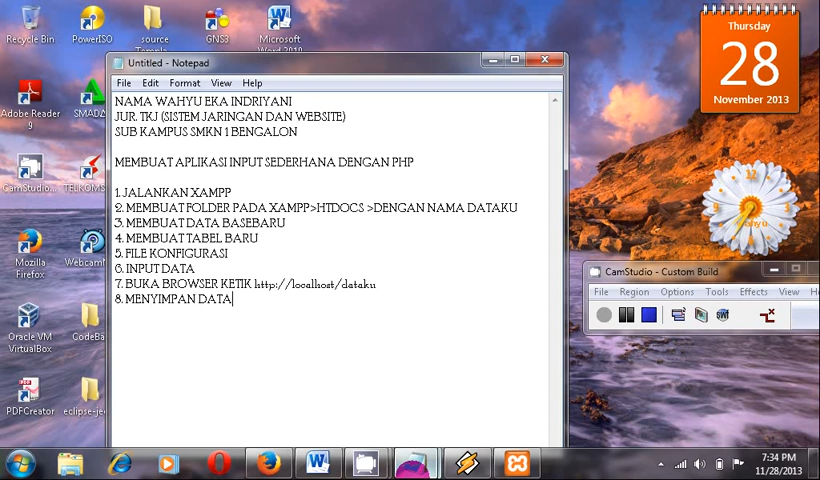 Recycle Bin
PowerISO
source
GNS3
Microsoft
Word 2010
Adobe Reader
9
CamStudio...
Mozilla
Firefox
Oracle VM
VirtualBox
PDFCreator
eclipse-je
Untitled - Notepad
File Edit Format View Help
NAMA WAHYU EKA INDRIYANI
JUR. TKJ (SISTEM JARINGAN DAN WEBSITE)
SUB KAMPUS SMKN 1 BENGALON
MEMBUAT APLIKASI INPUT SEDERHANA DENGAN PHP
1. JALANKAN XAMPP
2. MEMBUAT FOLDER PADA XAMPP>HTDOCS >DENGAN NAMA DATAKU
3. MEMBUAT DATA BASEBARU
4. MEMBUAT TABEL BARU
5. FILE KONFIGURASI
6. INPUT DATA
7. BUKA BROWSER KETIK http://localhost/dataku
8. MENYIMPAN DATA
Thursday
28
November 2013
CamStudio - Custom Build
File Region Options Tools Effects View
7:34 PM
11/28/2013